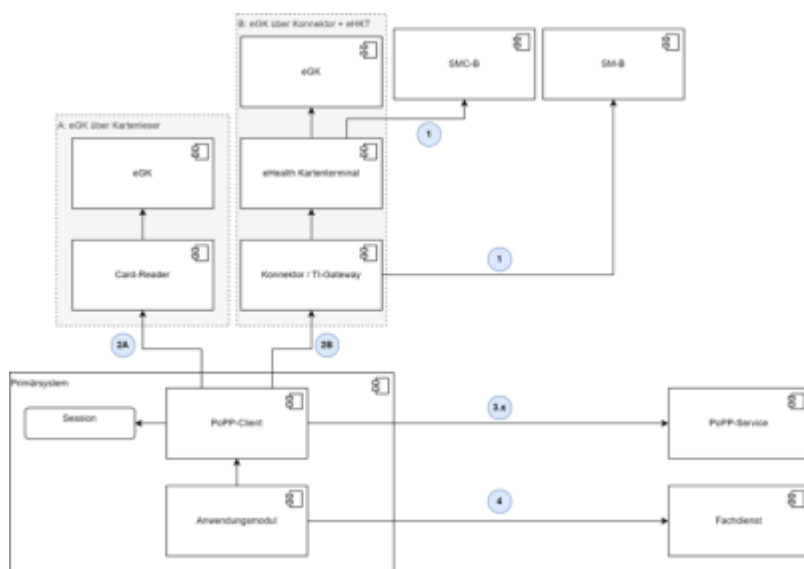 B: eGK über Konnektor + eHKT
eGK
SMC-B
SM-B
1
A: eGK über Kartenleser
eGK
eHealth Kartenterminal
Card-Reader
Konnektor / TI-Gateway
1
2A
2B
Primärsystem
Session
PoPP-Client
3.x
PoPP-Service
Anwendungsmodul
4
Fachdienst